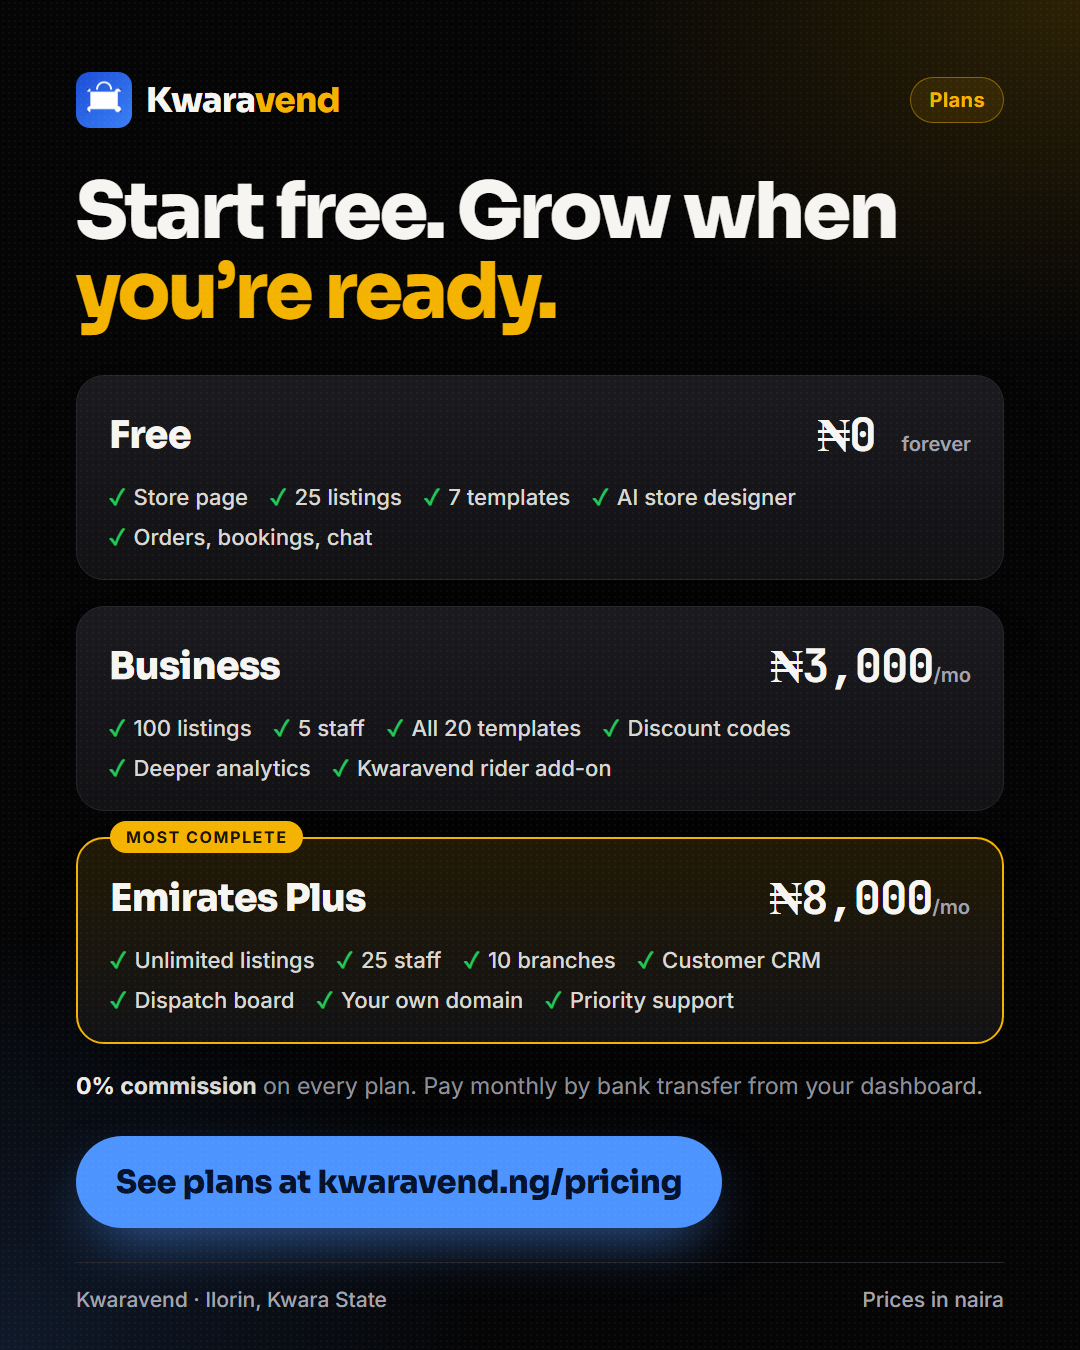 Kwaravend
Plans
Start free. Grow when
you’re ready.
Free
₦0 forever
✓ Store page ✓ 25 listings ✓ 7 templates ✓ AI store designer
✓ Orders, bookings, chat
Business
₦3,000/mo
✓ 100 listings ✓ 5 staff ✓ All 20 templates ✓ Discount codes
✓ Deeper analytics ✓ Kwaravend rider add-on
MOST COMPLETE
Emirates Plus
₦8,000/mo
✓ Unlimited listings ✓ 25 staff ✓ 10 branches ✓ Customer CRM
✓ Dispatch board ✓ Your own domain ✓ Priority support
0% commission on every plan. Pay monthly by bank transfer from your dashboard.
See plans at kwaravend.ng/pricing
Kwaravend · Ilorin, Kwara State
Prices in naira